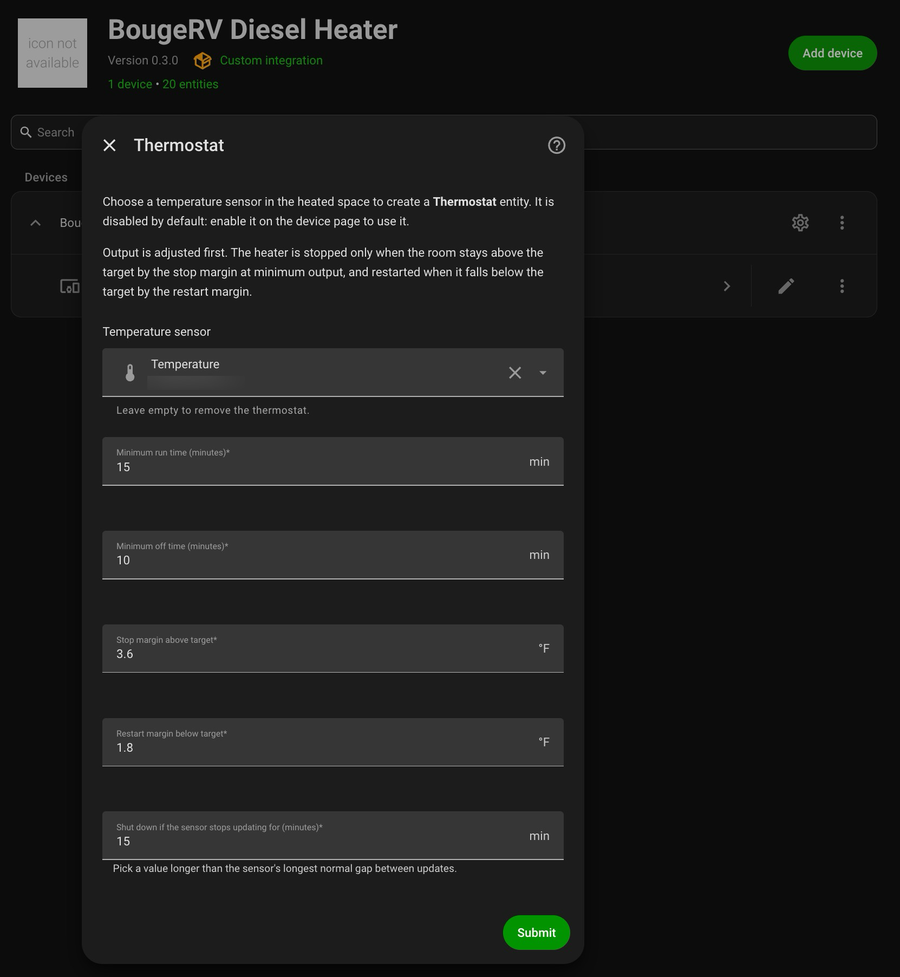 icon not
available
BougeRV Diesel Heater
Version 0.3.0
Custom integration
1 device • 20 entities
Add device
Search
Thermostat
Devices
Choose a temperature sensor in the heated space to create a Thermostat entity. It is
disabled by default: enable it on the device page to use it.
Boug
Output is adjusted first. The heater is stopped only when the room stays above the
target by the stop margin at minimum output, and restarted when it falls below the
target by the restart margin.
Temperature sensor
Temperature
Leave empty to remove the thermostat.
Minimum run time (minutes)*
15
min
Minimum off time (minutes)*
10
min
Stop margin above target*
3.6
°F
Restart margin below target*
1.8
°F
Shut down if the sensor stops updating for (minutes)*
15
min
Pick a value longer than the sensor's longest normal gap between updates.
Submit